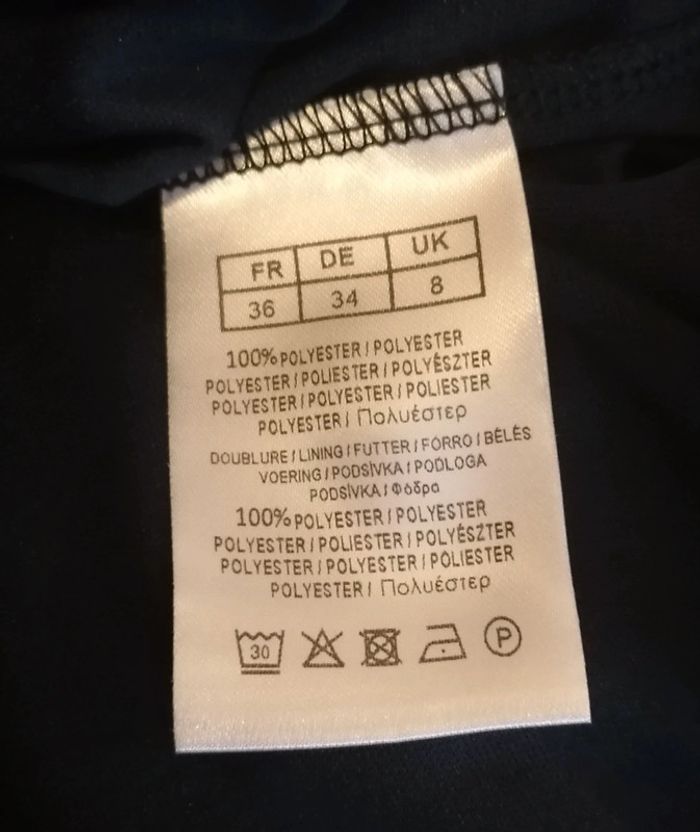 FR DE UK
36 34 8
100% POLYESTER / POLYESTER
POLYESTER / POLIESTER / POLYÉSZTER
POLYESTER / POLYESTER / POLIESTER
POLYESTER / Πολυέστερ
DOUBLURE / LINING / FUTTER / FORRO / BÉLÉS
VOERING / PODSÍVKA / PODLOGA
PODSÍVKA / Φόδρα
100% POLYESTER / POLYESTER
POLYESTER / POLIESTER / POLYÉSZTER
POLYESTER / POLYESTER / POLIESTER
POLYESTER / Πολυέστερ
30 P